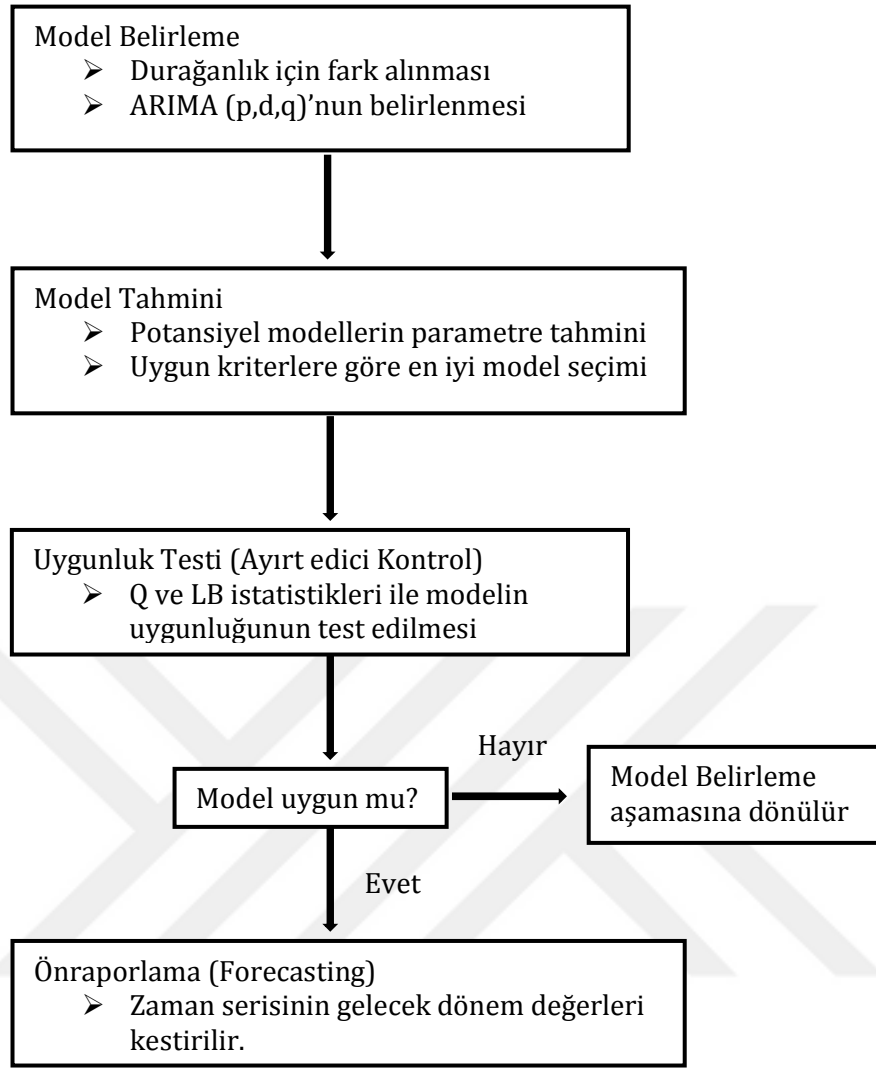 Model Belirleme
➢ Durağanlık için fark alınması
➢ ARIMA (p,d,q)’nun belirlenmesi
Model Tahmini
➢ Potansiyel modellerin parametre tahmini
➢ Uygun kriterlere göre en iyi model seçimi
Uygunluk Testi (Ayırt edici Kontrol)
➢ Q ve LB istatistikleri ile modelin
uygunluğunun test edilmesi
Model uygun mu?
Hayır
Model Belirleme
aşamasına dönülür
Evet
Önraporlama (Forecasting)
➢ Zaman serisinin gelecek dönem değerleri
kestirilir.